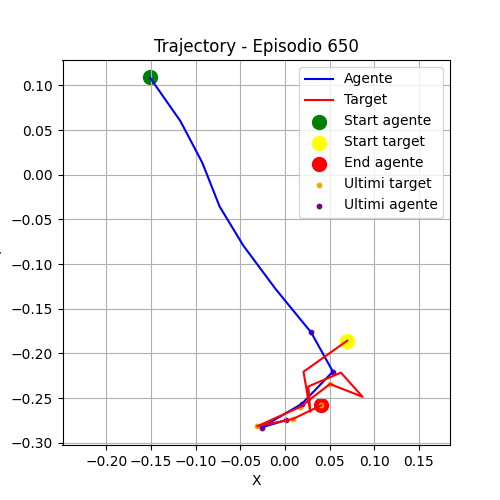 Trajectory - Episodio 650
Agente
Target
Start agente
Start target
End agente
Ultimi target
Ultimi agente
0.10
0.05
0.00
−0.05
−0.10
−0.15
−0.20
−0.25
−0.30
−0.20 −0.15 −0.10 −0.05 0.00 0.05 0.10 0.15
X